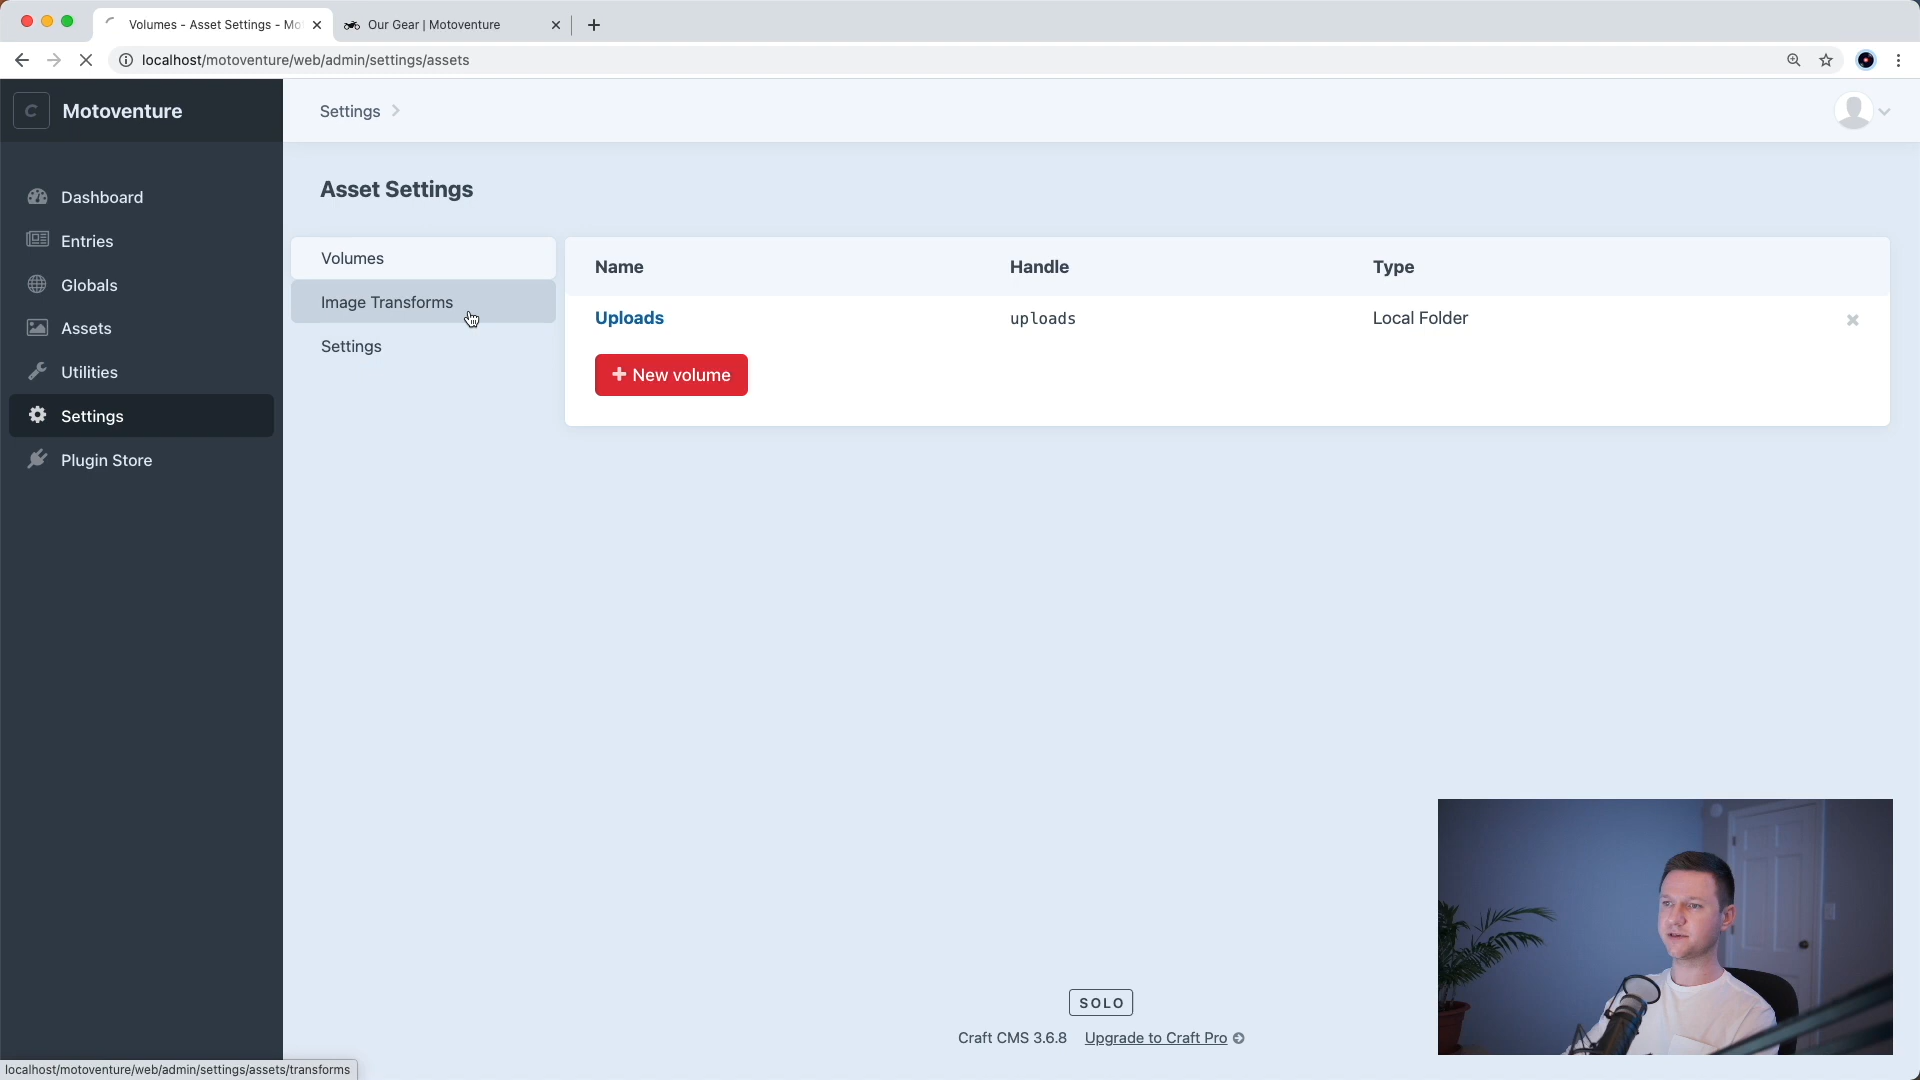 Volumes - Asset Settings - Mo
Our Gear | Motoventure
localhost/motoventure/web/admin/settings/assets
C Motoventure
Settings
Asset Settings
Dashboard
Entries
Globals
Assets
Utilities
Settings
Plugin Store
Volumes
Image Transforms
Settings
Name Handle Type
Uploads uploads Local Folder
+ New volume
SOLO
Craft CMS 3.6.8 Upgrade to Craft Pro
localhost/motoventure/web/admin/settings/assets/transforms